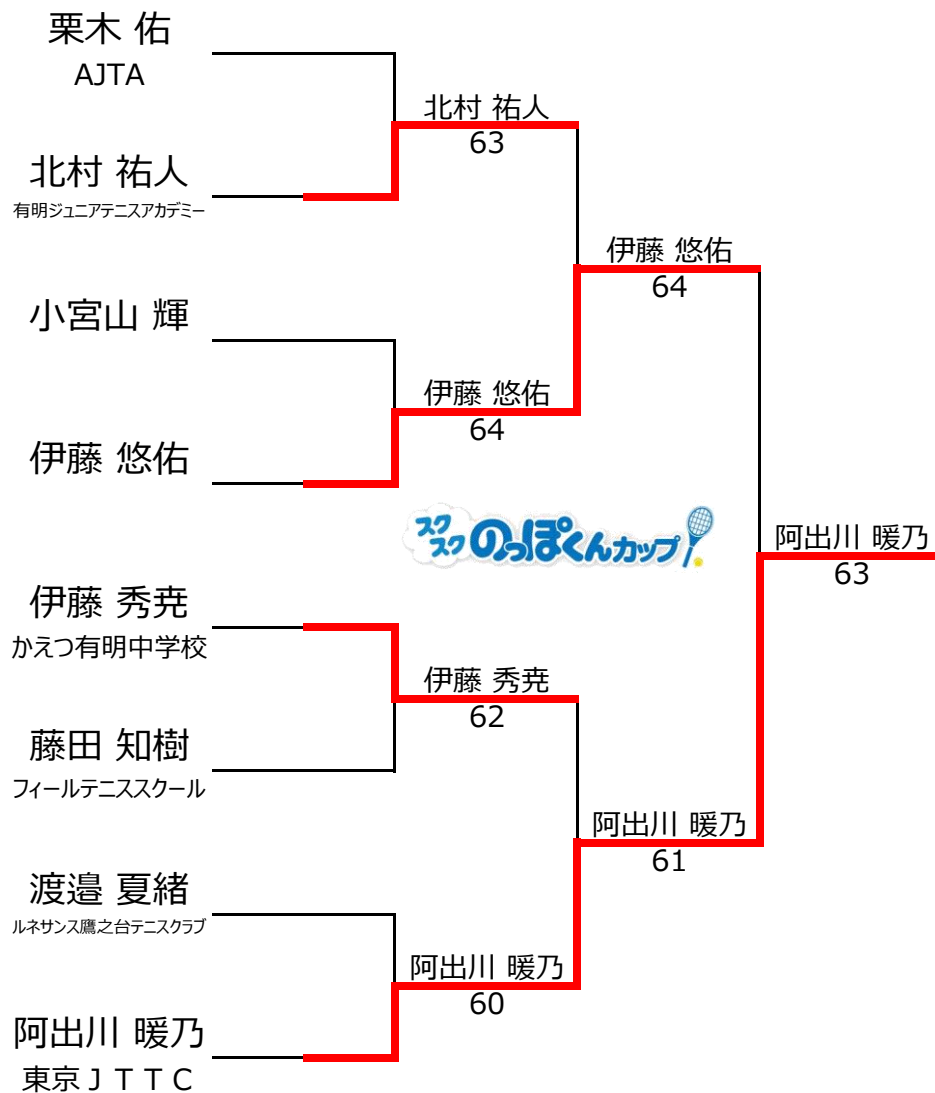 栗木 佑
AJTA
北村 祐人
63
北村 祐人
有明ジュニアテニスアカデミー
伊藤 悠佑
64
小宮山 輝
伊藤 悠佑
64
伊藤 悠佑
スクスク のっぽくんカップ
阿出川 暖乃
63
伊藤 秀尭
かえつ有明中学校
伊藤 秀尭
62
藤田 知樹
フィールテニススクール
阿出川 暖乃
61
渡邉 夏緒
ルネサンス鷹之台テニスクラブ
阿出川 暖乃
60
阿出川 暖乃
東京ＪＴＴＣ